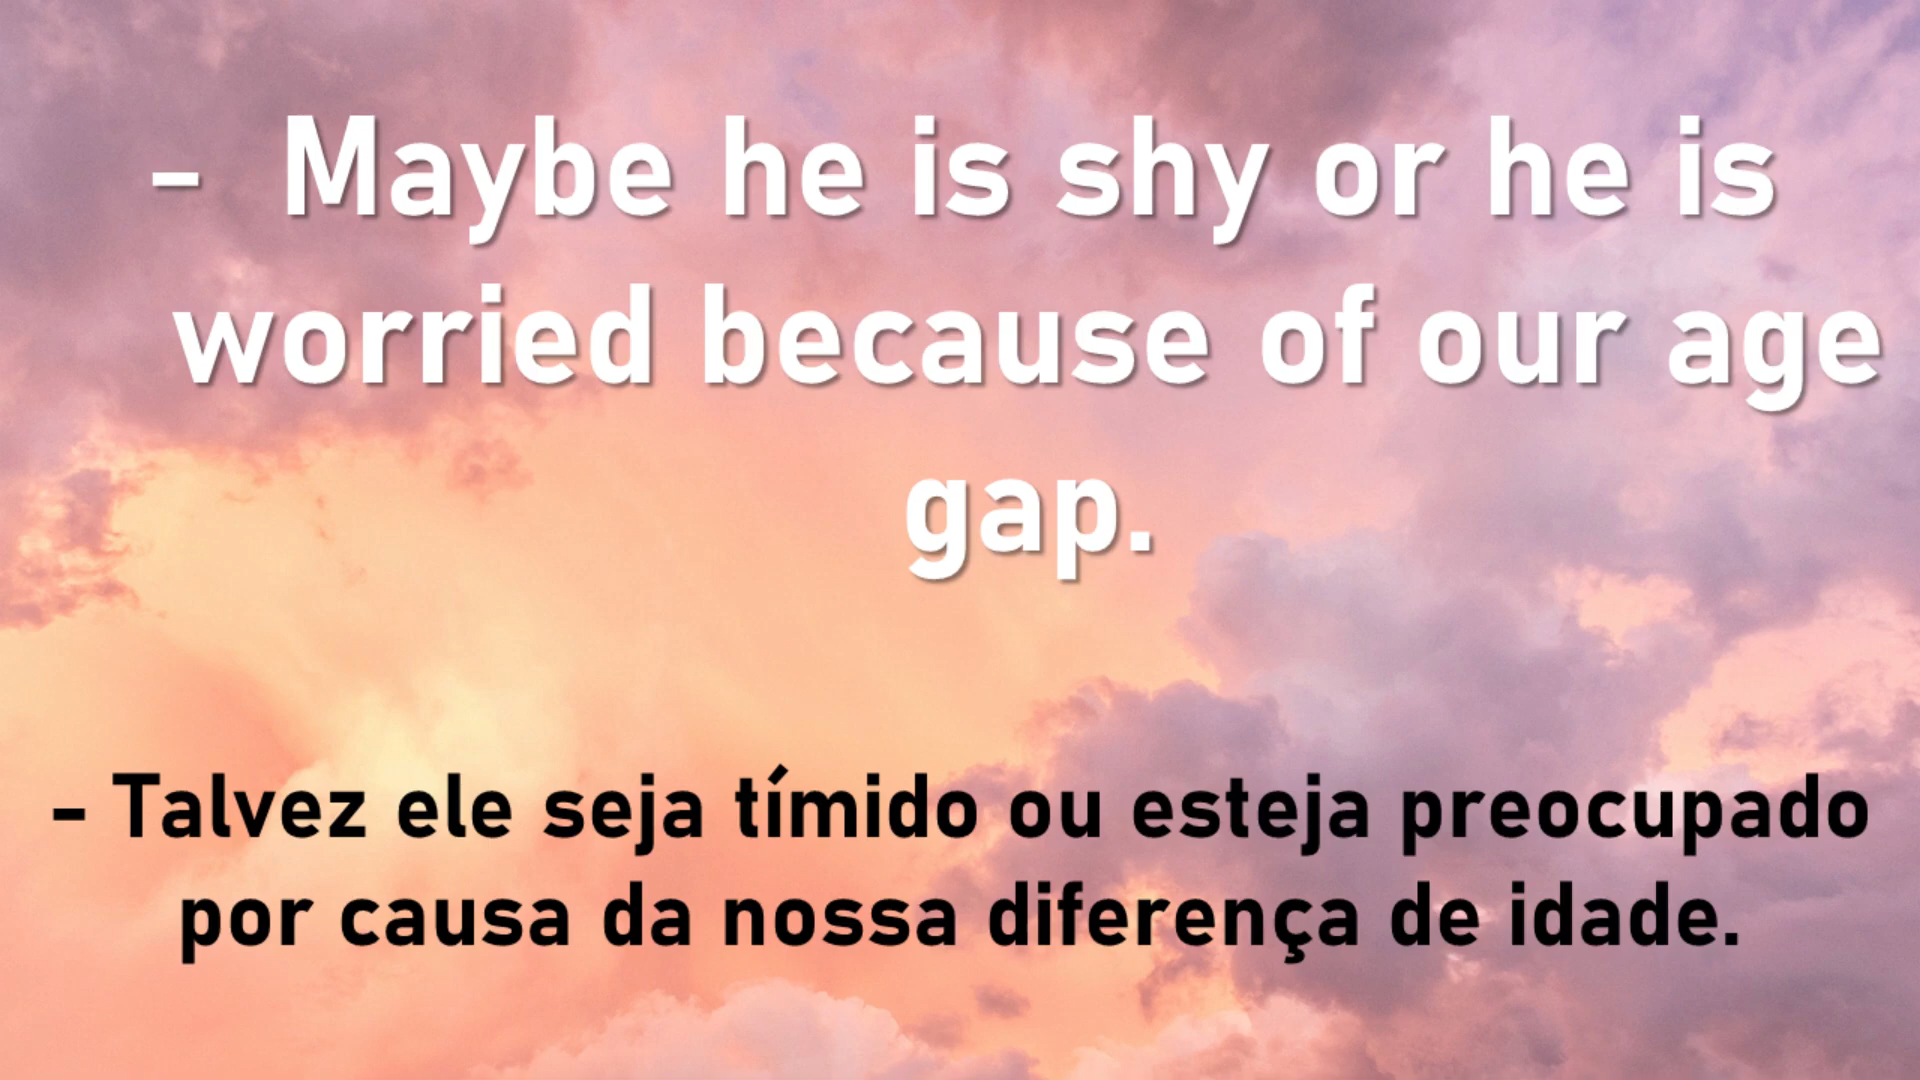 - Maybe he is shy or he is
worried because of our age
gap.
- Talvez ele seja tímido ou esteja preocupado
por causa da nossa diferença de idade.